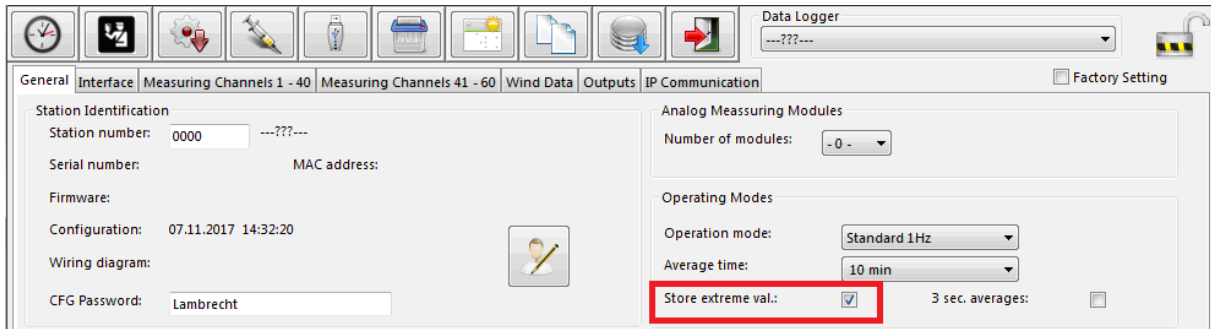 Data Logger
---???---
General Interface Measuring Channels 1 - 40 Measuring Channels 41 - 60 Wind Data Outputs IP Communication
Factory Setting
Station Identification
Station number: 0000 ---???---
Serial number: MAC address:
Firmware:
Configuration: 07.11.2017 14:32:20
Wiring diagram:
CFG Password: Lambrecht
Analog Meassuring Modules
Number of modules: - 0 -
Operating Modes
Operation mode: Standard 1Hz
Average time: 10 min
Store extreme val.: 3 sec. averages: